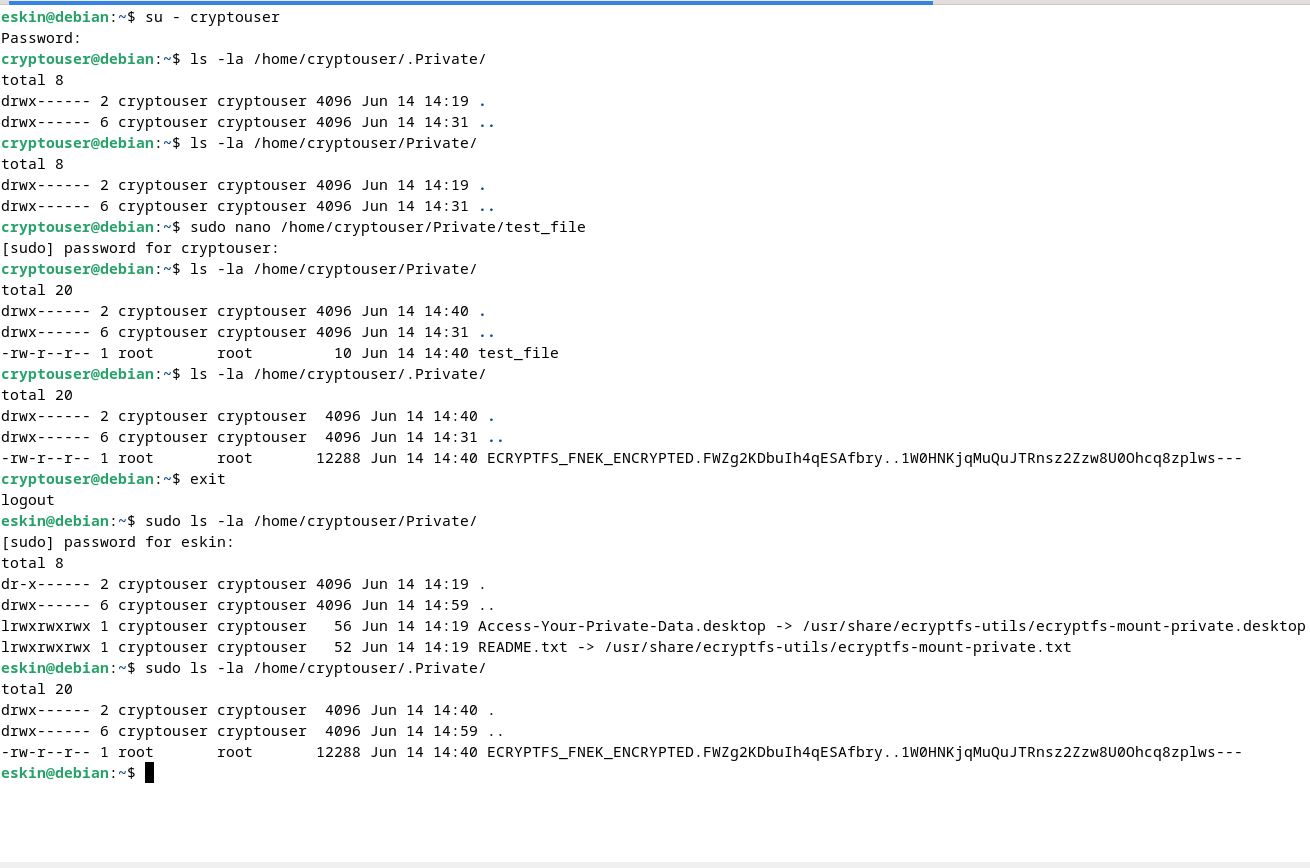 eskin@debian:~$ su - cryptouser
Password:
cryptouser@debian:~$ ls -la /home/cryptouser/.Private/
total 8
drwx------ 2 cryptouser cryptouser 4096 Jun 14 14:19 .
drwx------ 6 cryptouser cryptouser 4096 Jun 14 14:31 ..
cryptouser@debian:~$ ls -la /home/cryptouser/Private/
total 8
drwx------ 2 cryptouser cryptouser 4096 Jun 14 14:19 .
drwx------ 6 cryptouser cryptouser 4096 Jun 14 14:31 ..
cryptouser@debian:~$ sudo nano /home/cryptouser/Private/test_file
[sudo] password for cryptouser:
cryptouser@debian:~$ ls -la /home/cryptouser/Private/
total 20
drwx------ 2 cryptouser cryptouser 4096 Jun 14 14:40 .
drwx------ 6 cryptouser cryptouser 4096 Jun 14 14:31 ..
-rw-r--r-- 1 root       root         10 Jun 14 14:40 test_file
cryptouser@debian:~$ ls -la /home/cryptouser/.Private/
total 20
drwx------ 2 cryptouser cryptouser  4096 Jun 14 14:40 .
drwx------ 6 cryptouser cryptouser  4096 Jun 14 14:31 ..
-rw-r--r-- 1 root       root       12288 Jun 14 14:40 ECRYPTFS_FNEK_ENCRYPTED.FWZg2KDbuIh4qESAfbry..1W0HNKjqMuQuJTRnsz2Zzw8U0Ohcq8zplws---
cryptouser@debian:~$ exit
logout
eskin@debian:~$ sudo ls -la /home/cryptouser/Private/
[sudo] password for eskin:
total 8
dr-x------ 2 cryptouser cryptouser 4096 Jun 14 14:19 .
drwx------ 6 cryptouser cryptouser 4096 Jun 14 14:59 ..
lrwxrwxrwx 1 cryptouser cryptouser   56 Jun 14 14:19 Access-Your-Private-Data.desktop -> /usr/share/ecryptfs-utils/ecryptfs-mount-private.desktop
lrwxrwxrwx 1 cryptouser cryptouser   52 Jun 14 14:19 README.txt -> /usr/share/ecryptfs-utils/ecryptfs-mount-private.txt
eskin@debian:~$ sudo ls -la /home/cryptouser/.Private/
total 20
drwx------ 2 cryptouser cryptouser  4096 Jun 14 14:40 .
drwx------ 6 cryptouser cryptouser  4096 Jun 14 14:59 ..
-rw-r--r-- 1 root       root       12288 Jun 14 14:40 ECRYPTFS_FNEK_ENCRYPTED.FWZg2KDbuIh4qESAfbry..1W0HNKjqMuQuJTRnsz2Zzw8U0Ohcq8zplws---
eskin@debian:~$